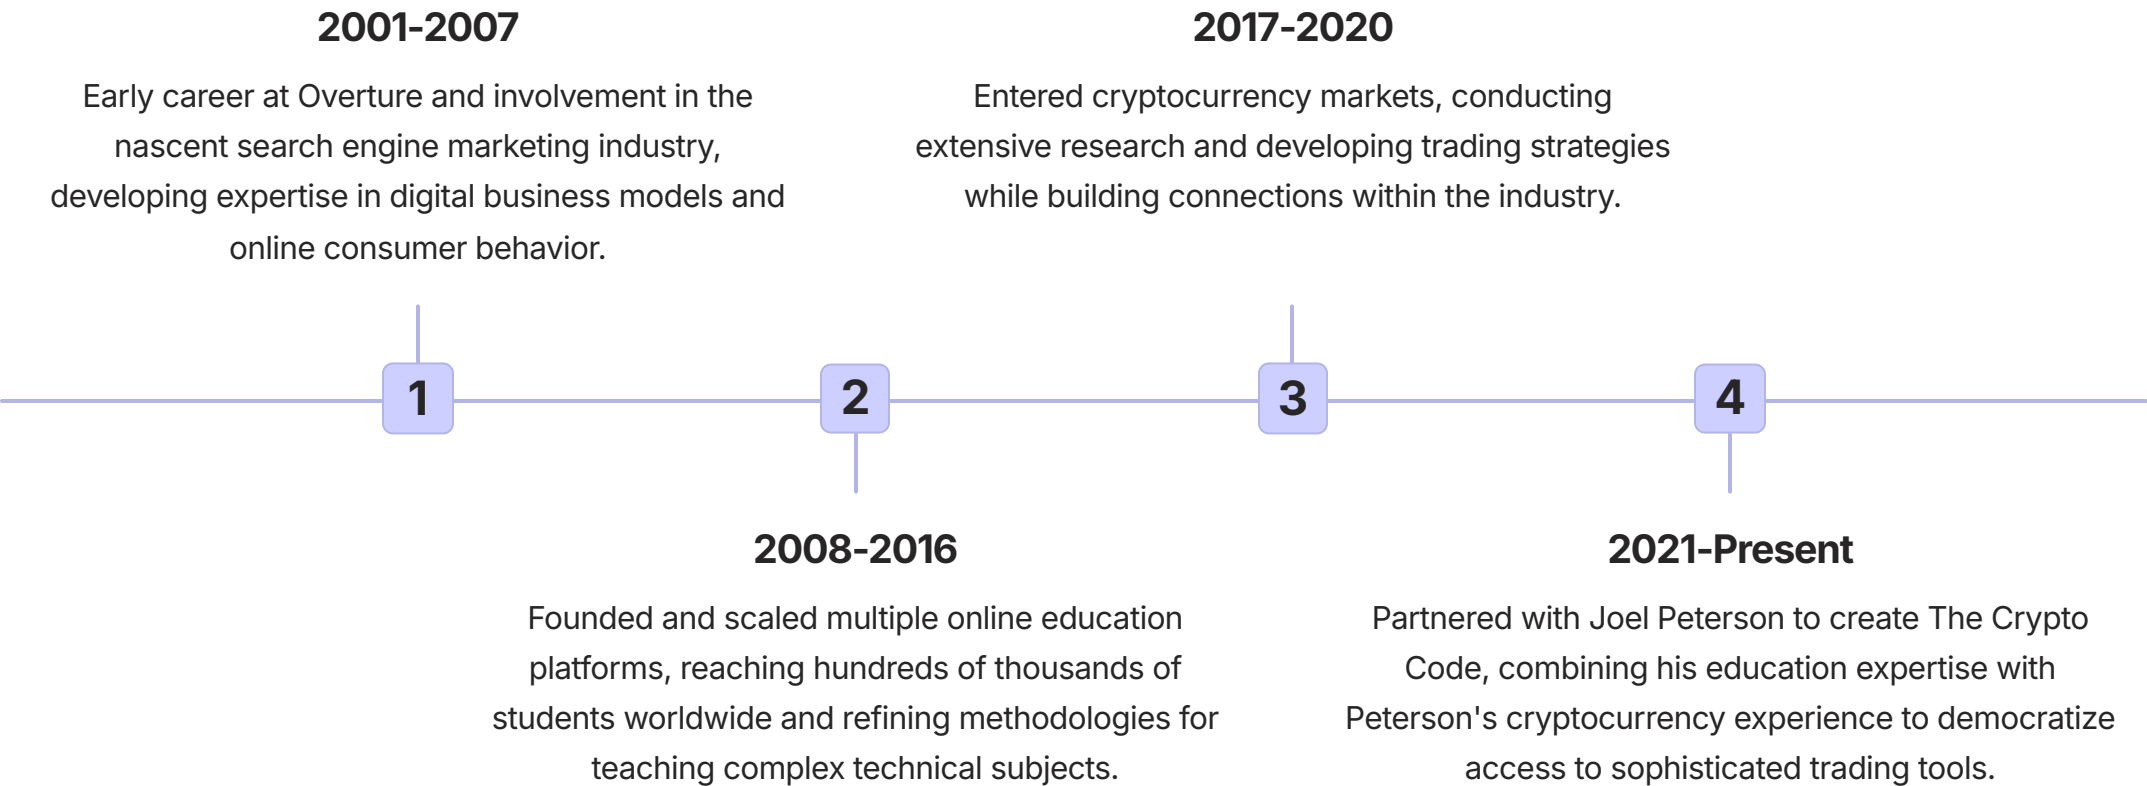 2001-2007
Early career at Overture and involvement in the
nascent search engine marketing industry,
developing expertise in digital business models and
online consumer behavior.
2017-2020
Entered cryptocurrency markets, conducting
extensive research and developing trading strategies
while building connections within the industry.
1
2
3
4
2008-2016
Founded and scaled multiple online education
platforms, reaching hundreds of thousands of
students worldwide and refining methodologies for
teaching complex technical subjects.
2021-Present
Partnered with Joel Peterson to create The Crypto
Code, combining his education expertise with
Peterson's cryptocurrency experience to democratize
access to sophisticated trading tools.